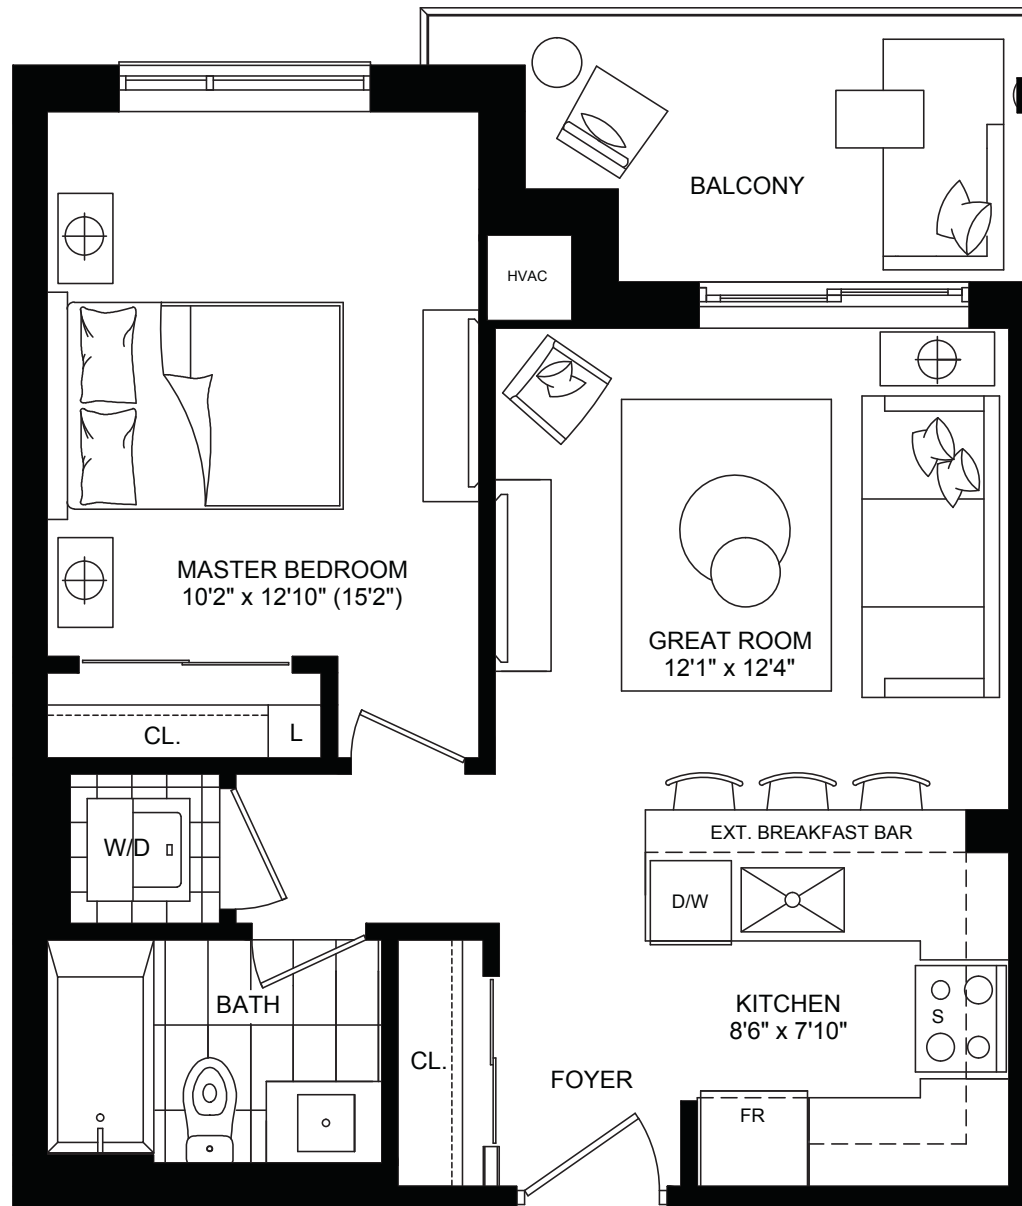 BALCONY
HVAC
MASTER BEDROOM
10'2" x 12'10" (15'2")
GREAT ROOM
12'1" x 12'4"
CL.
L
W/D
EXT. BREAKFAST BAR
D/W
BATH
KITCHEN
8'6" x 7'10"
S
CL.
FOYER
FR